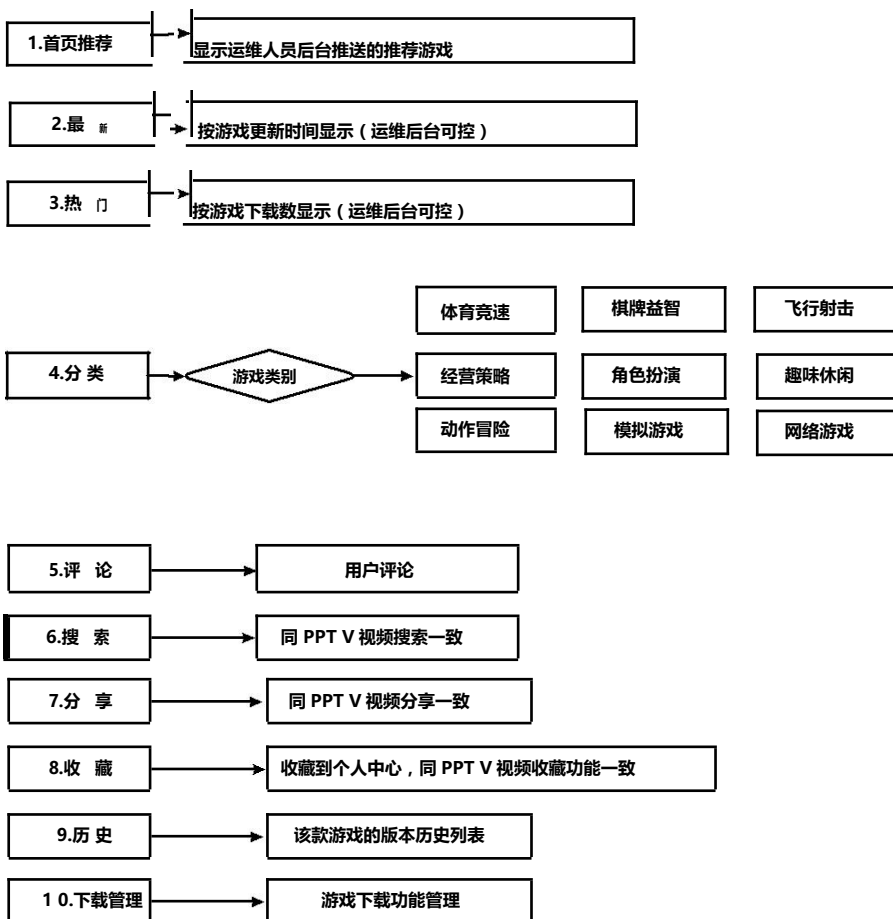 1.首页推荐
显示运维人员后台推送的推荐游戏
2.最 新
按游戏更新时间显示（运维后台可控）
3.热 门
按游戏下载数显示（运维后台可控）
体育竞速 棋牌益智 飞行射击
4.分 类 游戏类别 经营策略 角色扮演 趣味休闲
动作冒险 模拟游戏 网络游戏
5.评 论 用户评论
6.搜 索 同 PPT V 视频搜索一致
7.分 享 同 PPT V 视频分享一致
8.收 藏 收藏到个人中心，同 PPT V 视频收藏功能一致
9.历 史 该款游戏的版本历史列表
1 0.下载管理 游戏下载功能管理